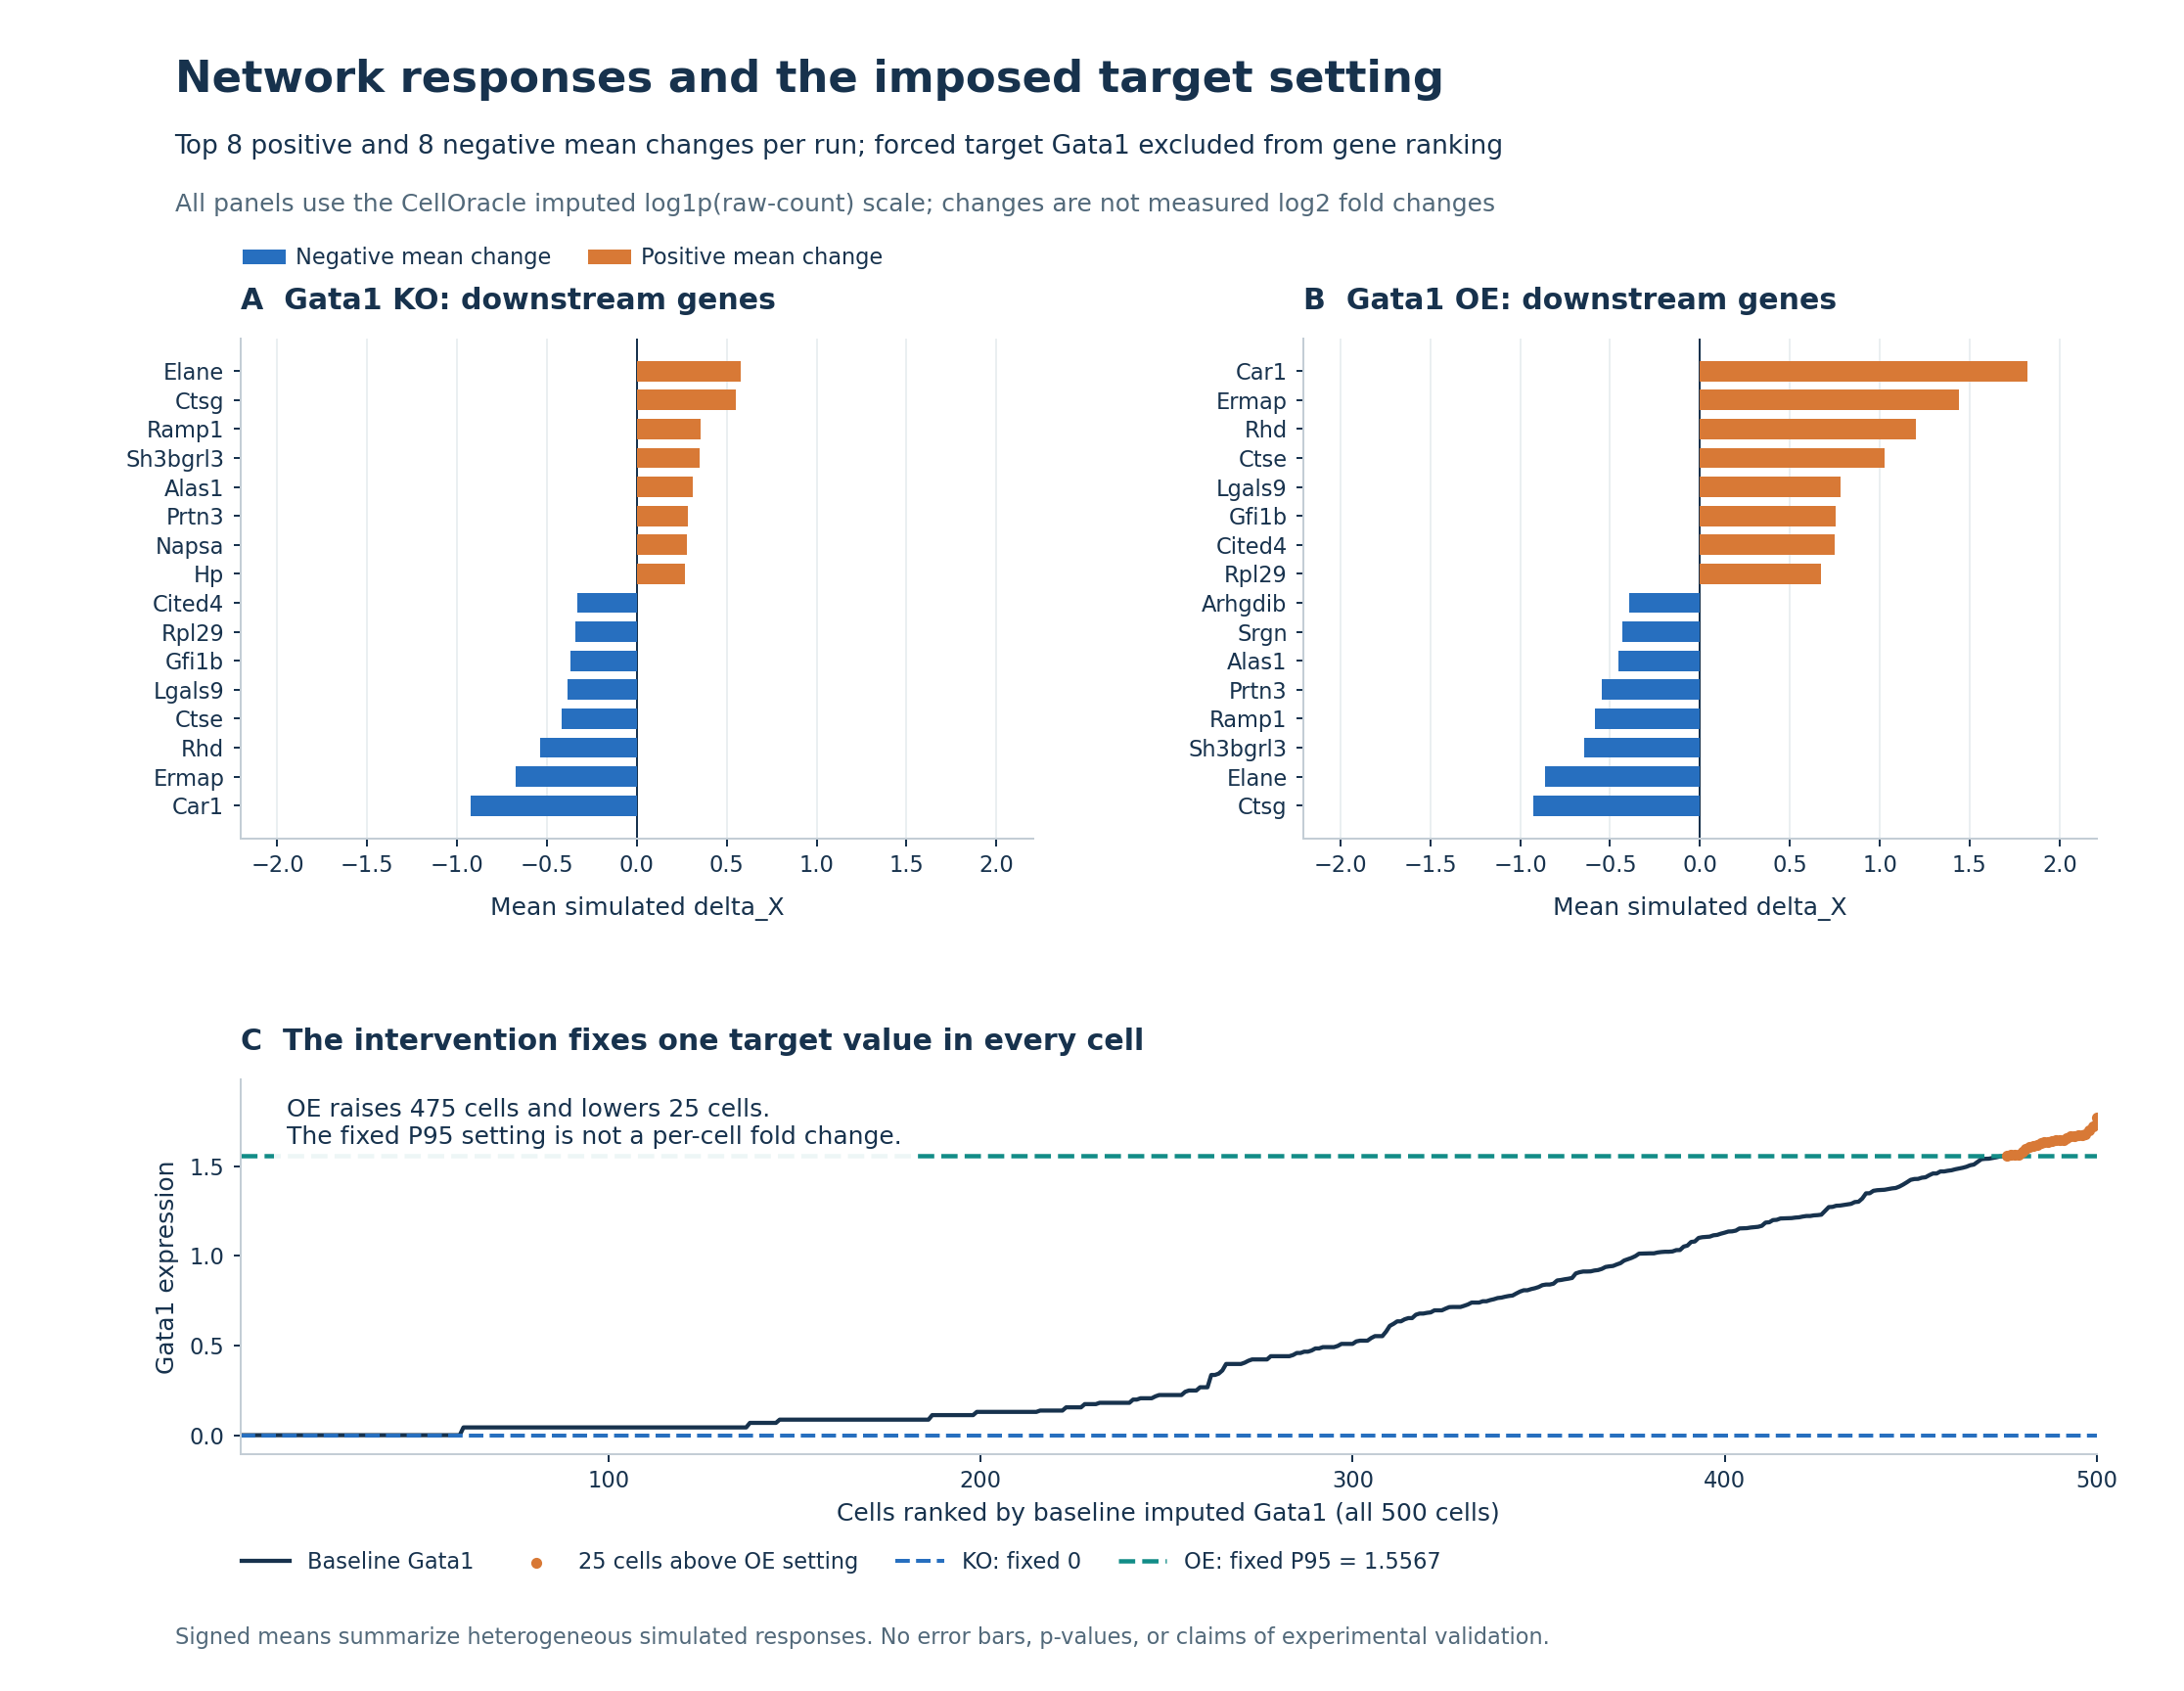 Network responses and the imposed target setting
Top 8 positive and 8 negative mean changes per run; forced target Gata1 excluded from gene ranking
All panels use the CellOracle imputed log1p(raw-count) scale; changes are not measured log2 fold changes
Negative mean change
Positive mean change
A Gata1 KO: downstream genes
Elane
Ctsg
Ramp1
Sh3bgrl3
Alas1
Prtn3
Napsa
Hp
Cited4
Rpl29
Gfi1b
Lgals9
Ctse
Rhd
Ermap
Car1
−2.0 −1.5 −1.0 −0.5 0.0 0.5 1.0 1.5 2.0
Mean simulated delta_X
B Gata1 OE: downstream genes
Car1
Ermap
Rhd
Ctse
Lgals9
Gfi1b
Cited4
Rpl29
Arhgdib
Srgn
Alas1
Prtn3
Ramp1
Sh3bgrl3
Elane
Ctsg
−2.0 −1.5 −1.0 −0.5 0.0 0.5 1.0 1.5 2.0
Mean simulated delta_X
C The intervention fixes one target value in every cell
OE raises 475 cells and lowers 25 cells.
The fixed P95 setting is not a per-cell fold change.
Gata1 expression
1.5
1.0
0.5
0.0
100 200 300 400 500
Cells ranked by baseline imputed Gata1 (all 500 cells)
Baseline Gata1
25 cells above OE setting
KO: fixed 0
OE: fixed P95 = 1.5567
Signed means summarize heterogeneous simulated responses. No error bars, p-values, or claims of experimental validation.